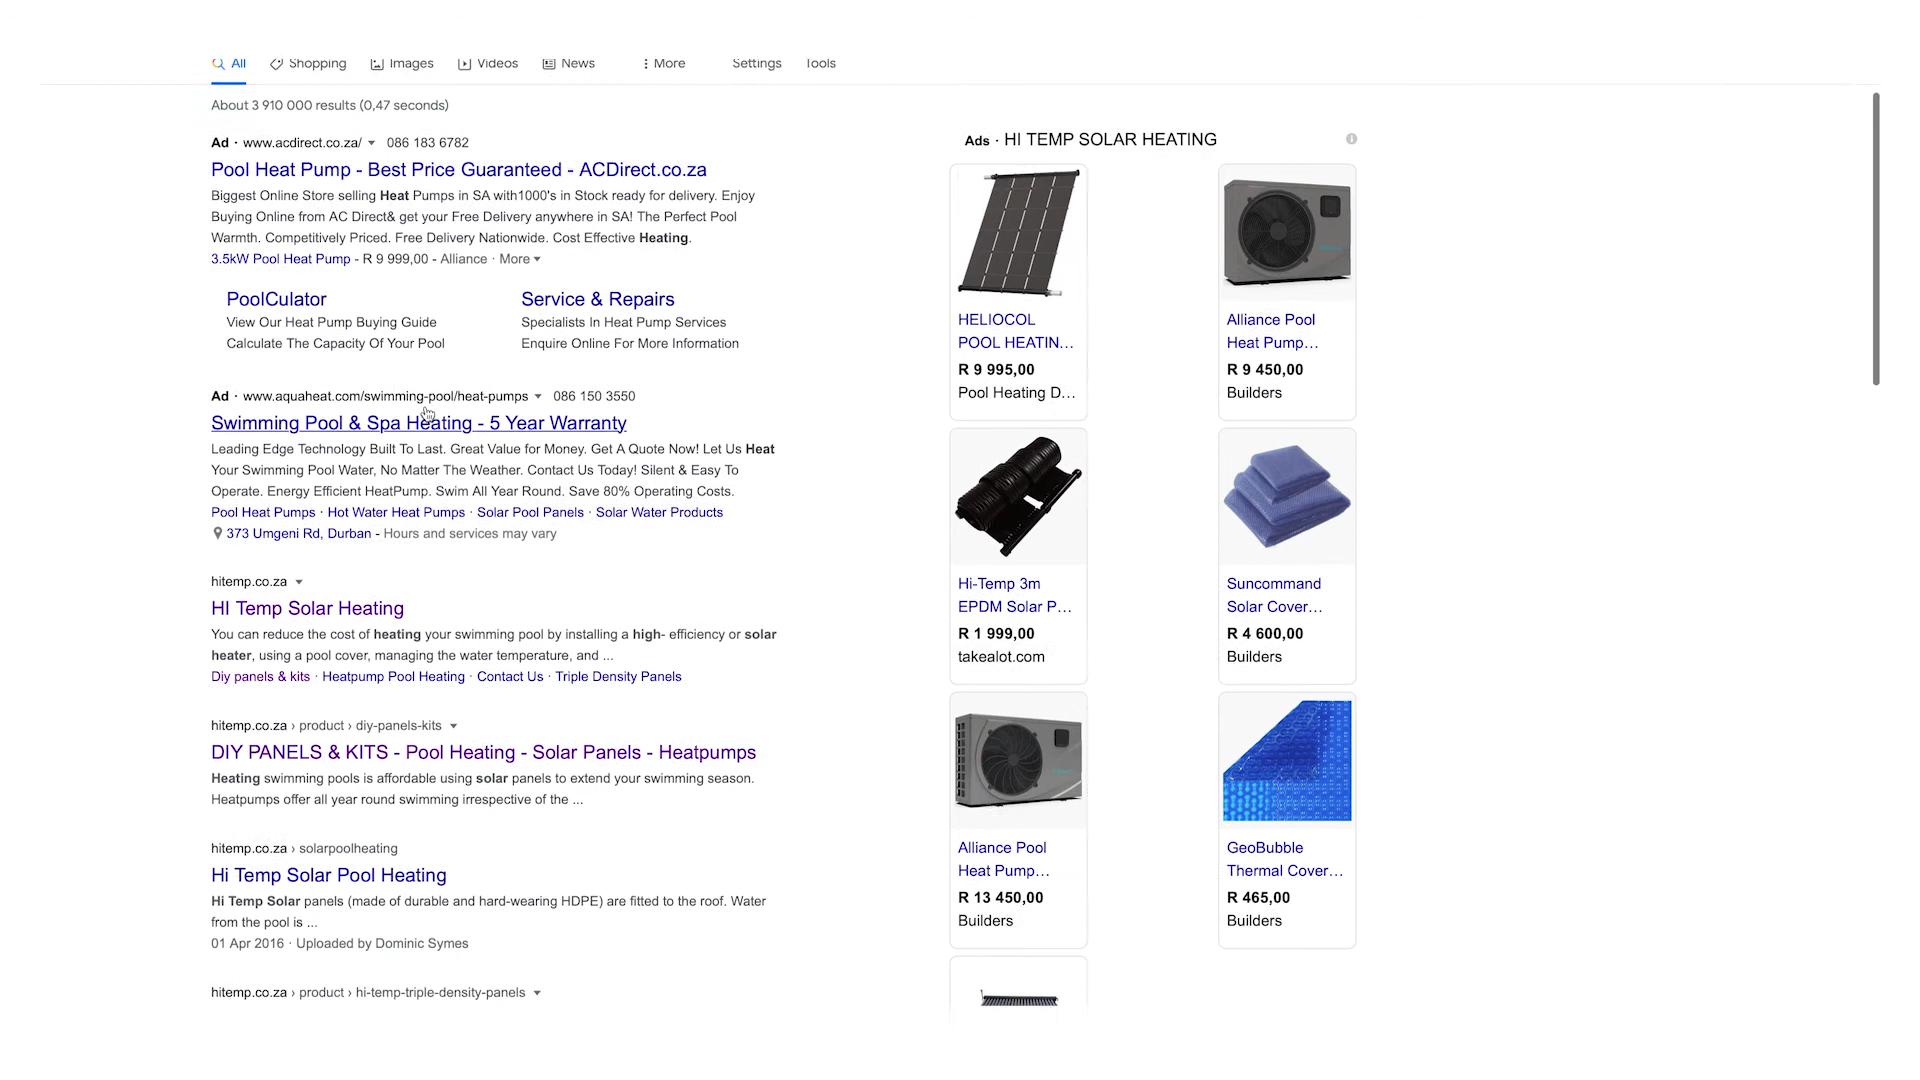 All Shopping Images Videos News More Settings Tools
About 3 910 000 results (0,47 seconds)
Ad · www.acdirect.co.za/ 086 183 6782
Pool Heat Pump - Best Price Guaranteed - ACDirect.co.za
Biggest Online Store selling Heat Pumps in SA with1000's in Stock ready for delivery. Enjoy
Buying Online from AC Direct& get your Free Delivery anywhere in SA! The Perfect Pool
Warmth. Competitively Priced. Free Delivery Nationwide. Cost Effective Heating.
3.5kW Pool Heat Pump - R 9 999,00 - Alliance · More
PoolCulator
View Our Heat Pump Buying Guide
Calculate The Capacity Of Your Pool
Service & Repairs
Specialists In Heat Pump Services
Enquire Online For More Information
Ad · www.aquaheat.com/swimming-pool/heat-pumps 086 150 3550
Swimming Pool & Spa Heating - 5 Year Warranty
Leading Edge Technology Built To Last. Great Value for Money. Get A Quote Now! Let Us Heat
Your Swimming Pool Water, No Matter The Weather. Contact Us Today! Silent & Easy To
Operate. Energy Efficient HeatPump. Swim All Year Round. Save 80% Operating Costs.
Pool Heat Pumps · Hot Water Heat Pumps · Solar Pool Panels · Solar Water Products
373 Umgeni Rd, Durban - Hours and services may vary
hitemp.co.za
HI Temp Solar Heating
You can reduce the cost of heating your swimming pool by installing a high- efficiency or solar
heater, using a pool cover, managing the water temperature, and ...
Diy panels & kits · Heatpump Pool Heating · Contact Us · Triple Density Panels
hitemp.co.za › product › diy-panels-kits
DIY PANELS & KITS - Pool Heating - Solar Panels - Heatpumps
Heating swimming pools is affordable using solar panels to extend your swimming season.
Heatpumps offer all year round swimming irrespective of the ...
hitemp.co.za › solarpoolheating
Hi Temp Solar Pool Heating
Hi Temp Solar panels (made of durable and hard-wearing HDPE) are fitted to the roof. Water
from the pool is ...
01 Apr 2016 · Uploaded by Dominic Symes
hitemp.co.za › product › hi-temp-triple-density-panels
Ads · HI TEMP SOLAR HEATING
HELIOCOL
POOL HEATIN...
R 9 995,00
Pool Heating D...
Alliance Pool
Heat Pump...
R 9 450,00
Builders
Hi-Temp 3m
EPDM Solar P...
R 1 999,00
takealot.com
Suncommand
Solar Cover...
R 4 600,00
Builders
Alliance Pool
Heat Pump...
R 13 450,00
Builders
GeoBubble
Thermal Cover...
R 465,00
Builders